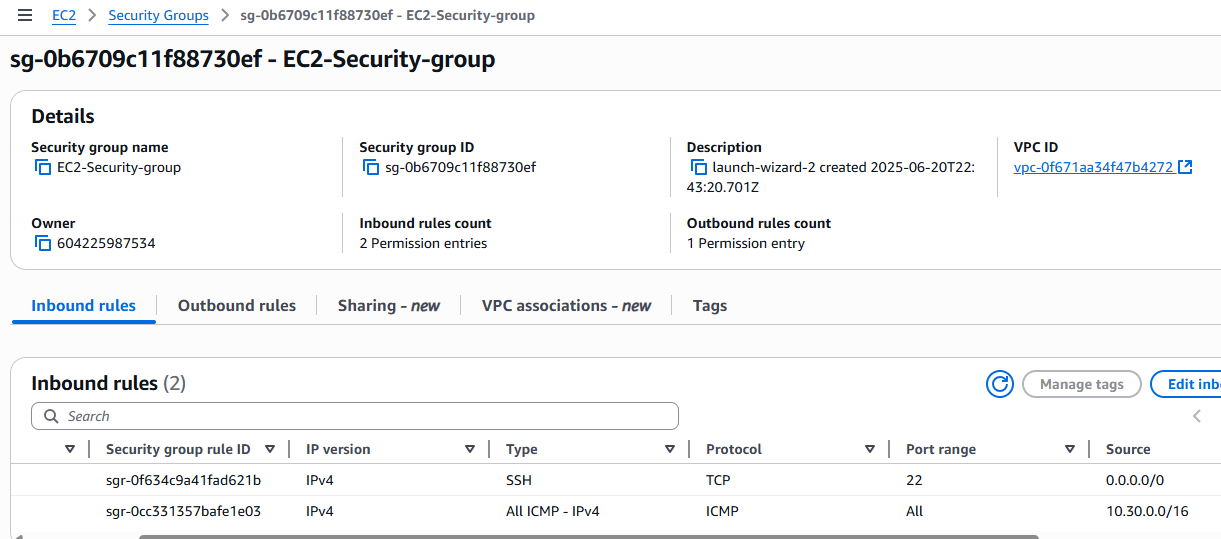 EC2 > Security Groups > sg-0b6709c11f88730ef - EC2-Security-group
sg-0b6709c11f88730ef - EC2-Security-group
Details
Security group name
EC2-Security-group
Security group ID
sg-0b6709c11f88730ef
Description
launch-wizard-2 created 2025-06-20T22:
43:20.701Z
VPC ID
vpc-0f671aa34f47b4272
Owner
604225987534
Inbound rules count
2 Permission entries
Outbound rules count
1 Permission entry
Inbound rules Outbound rules Sharing - new VPC associations - new Tags
Inbound rules (2)
Manage tags Edit inb
Search
Security group rule ID IP version Type Protocol Port range Source
sgr-0f634c9a41fad621b IPv4 SSH TCP 22 0.0.0.0/0
sgr-0cc331357bafe1e03 IPv4 All ICMP - IPv4 ICMP All 10.30.0.0/16